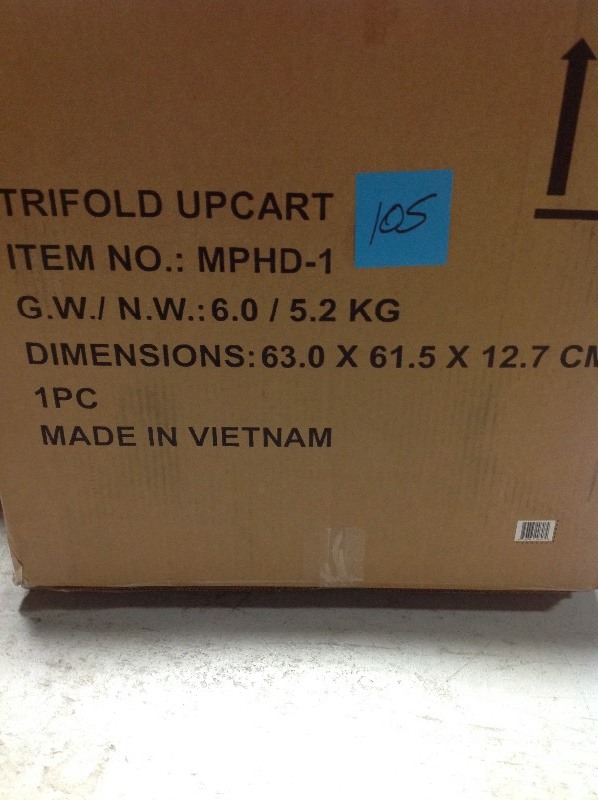 TRIFOLD UPCART
105
ITEM NO.: MPHD-1
G.W./ N.W.: 6.0 / 5.2 KG
DIMENSIONS: 63.0 X 61.5 X 12.7 CM
1PC
MADE IN VIETNAM